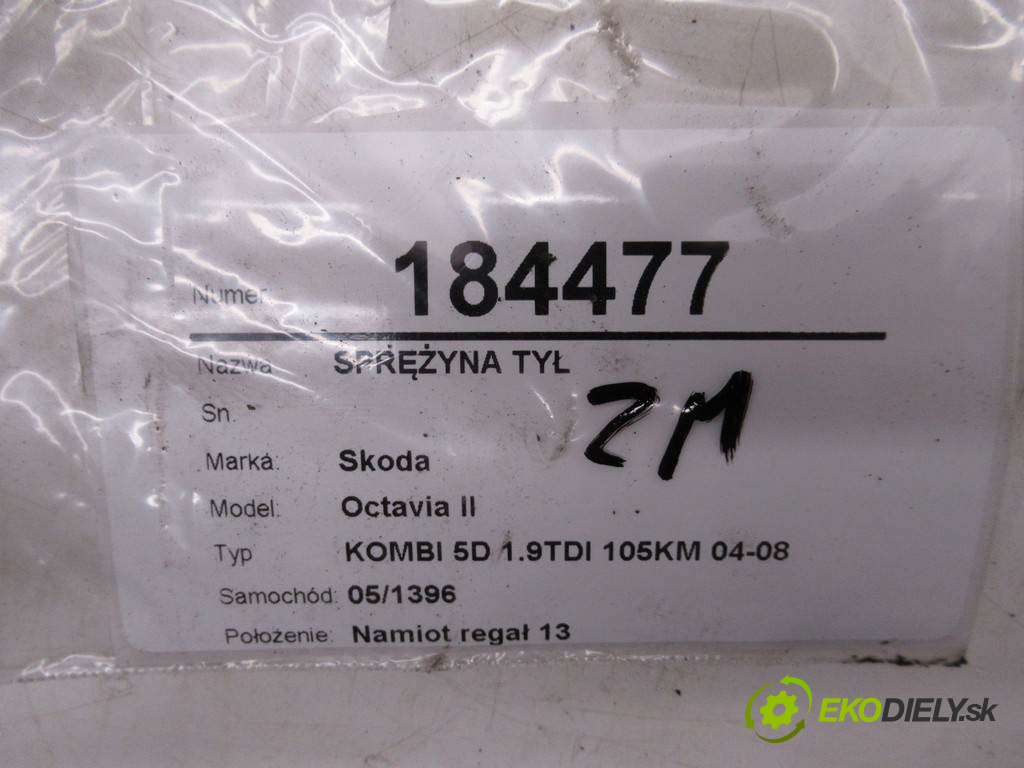 Numer: 184477
Nazwa SPRĘŻYNA TYŁ
2M
Sn.
Marka: Skoda
Model: Octavia II
Typ KOMBI 5D 1.9TDI 105KM 04-08
Samochód: 05/1396
Położenie: Namiot regał 13
EKODIELY.sk